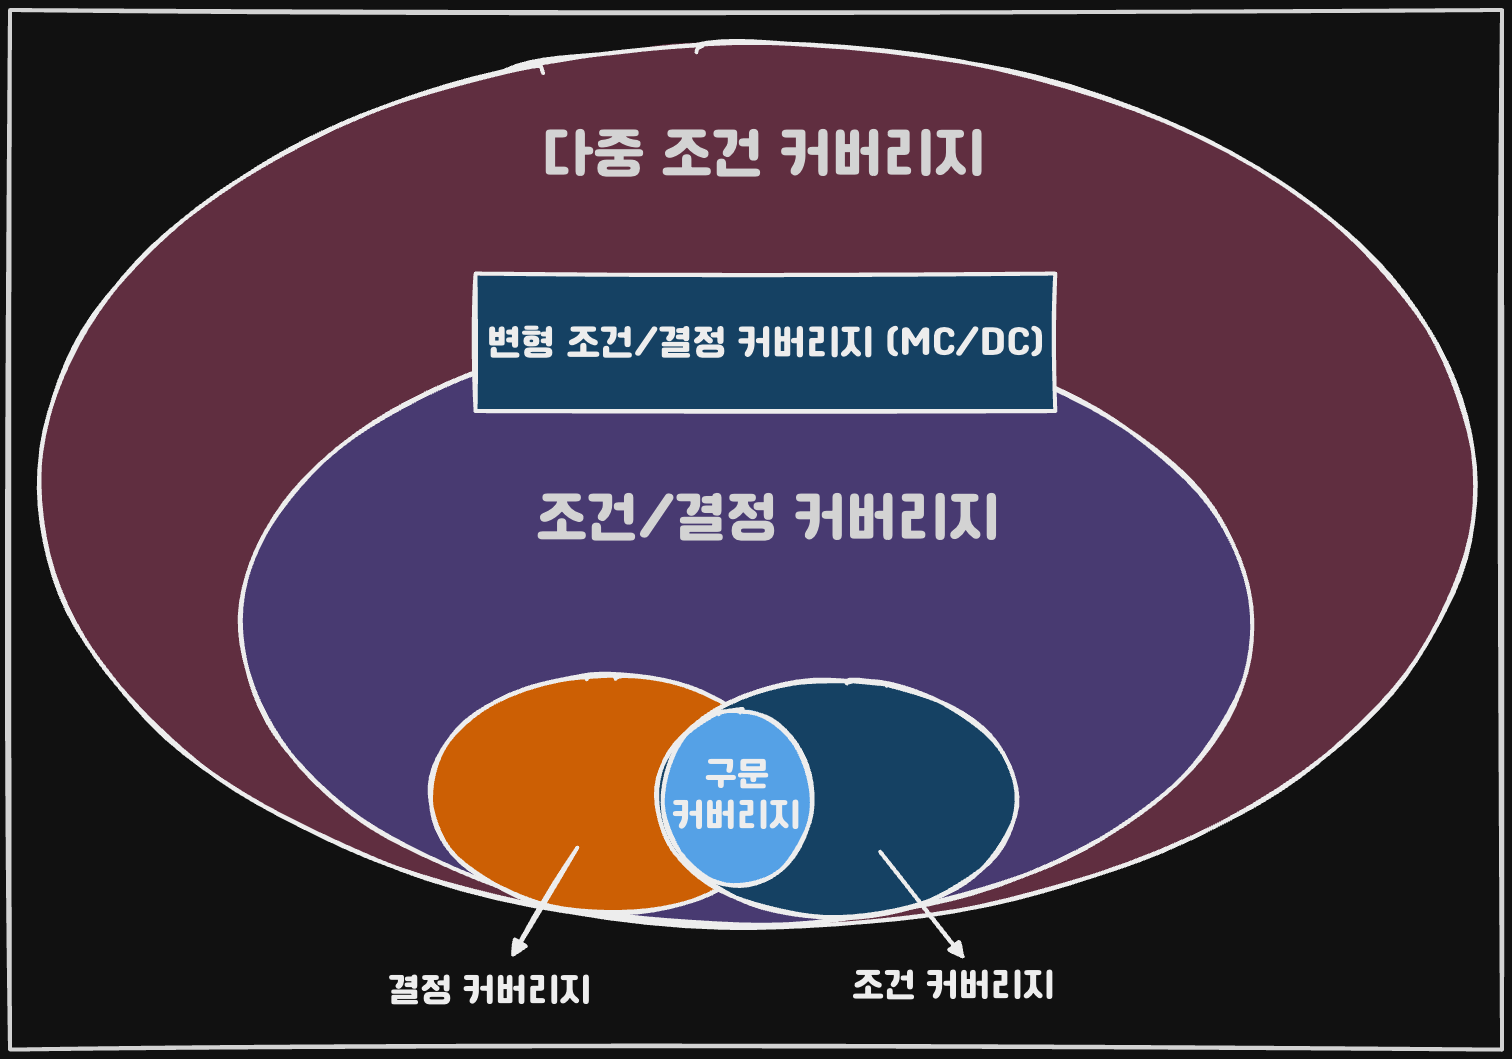 다중 조건 커버리지
변형 조건/결정 커버리지 (MC/DC)
조건/결정 커버리지
구문
커버리지
결정 커버리지
조건 커버리지